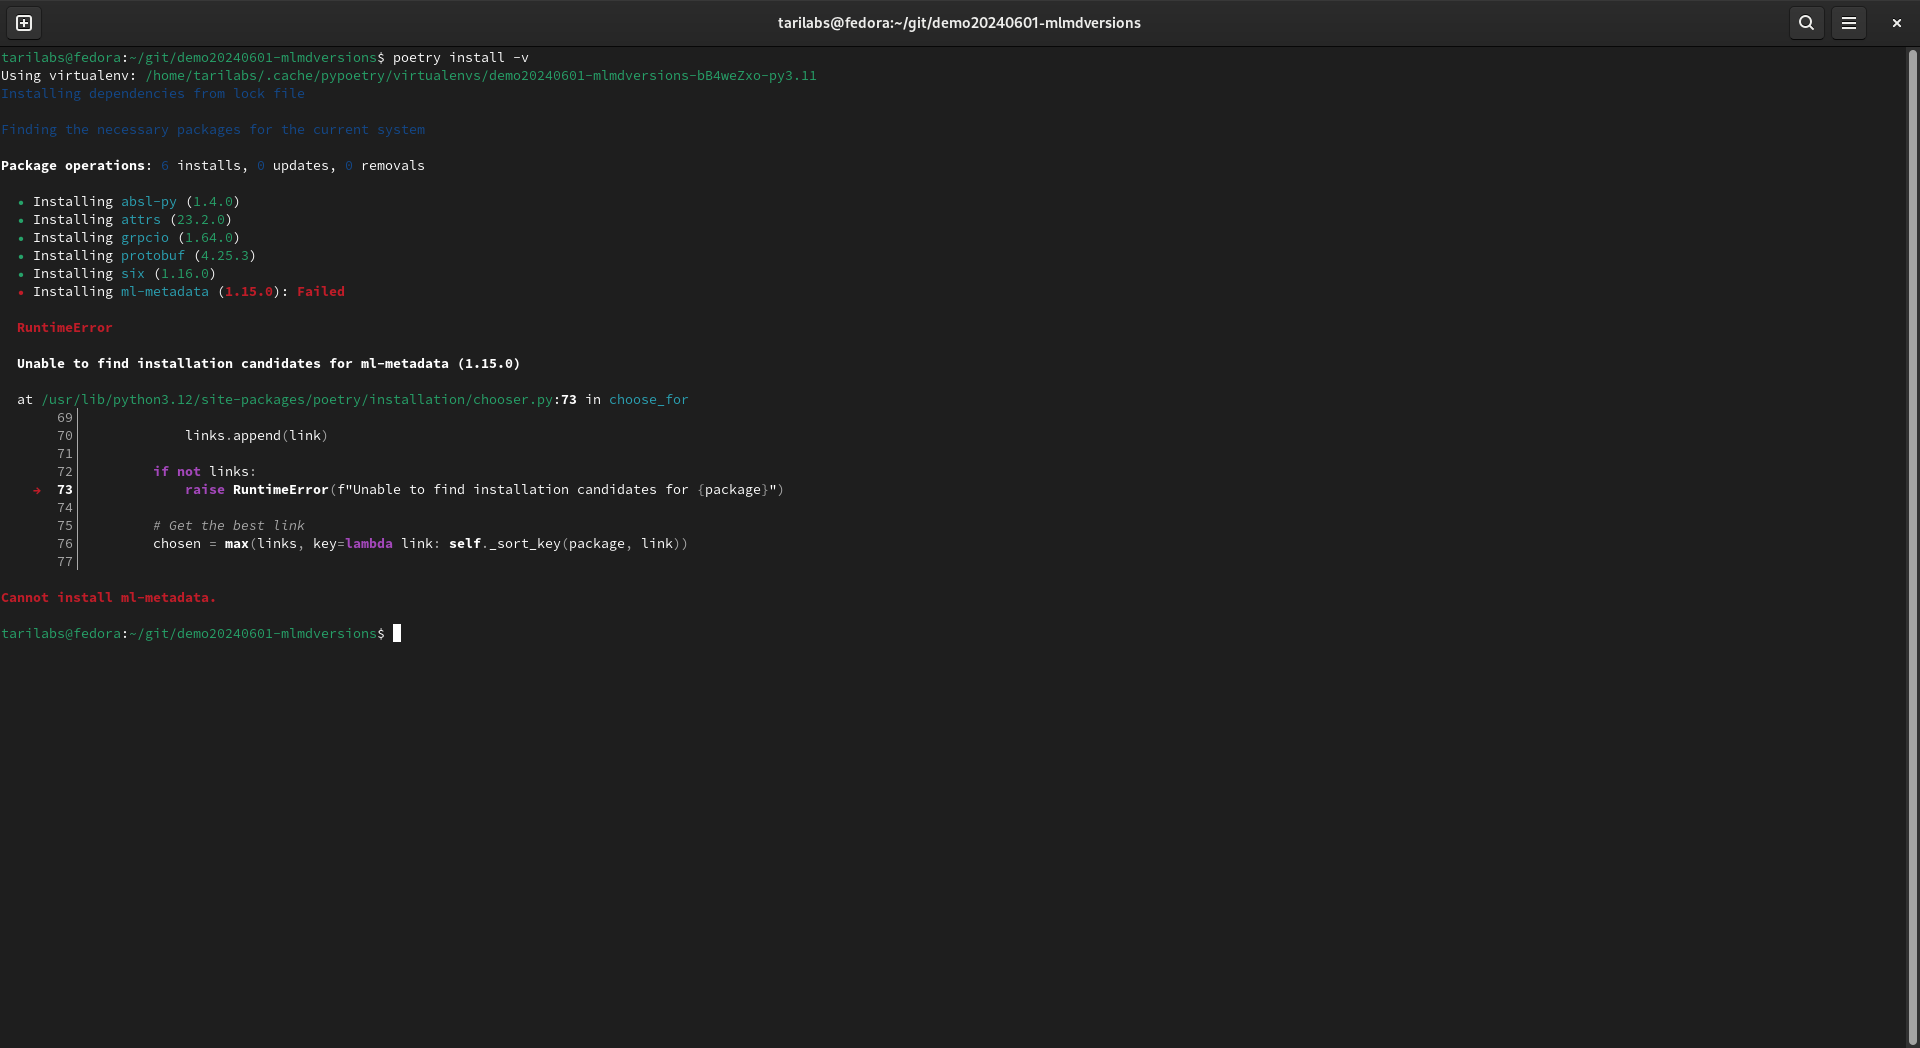 tarilabs@fedora:~/git/demo20240601-mlmdversions
tarilabs@fedora:~/git/demo20240601-mlmdversions$ poetry install -v
Using virtualenv: /home/tarilabs/.cache/pypoetry/virtualenvs/demo20240601-mlmdversions-bB4weZxo-py3.11
Installing dependencies from lock file
Finding the necessary packages for the current system
Package operations: 6 installs, 0 updates, 0 removals
• Installing absl-py (1.4.0)
• Installing attrs (23.2.0)
• Installing grpcio (1.64.0)
• Installing protobuf (4.25.3)
• Installing six (1.16.0)
• Installing ml-metadata (1.15.0): Failed
RuntimeError
Unable to find installation candidates for ml-metadata (1.15.0)
at /usr/lib/python3.12/site-packages/poetry/installation/chooser.py:73 in choose_for
69│
70│ links.append(link)
71│
72│ if not links:
→ 73│ raise RuntimeError(f"Unable to find installation candidates for {package}")
74│
75│ # Get the best link
76│ chosen = max(links, key=lambda link: self._sort_key(package, link))
77│
Cannot install ml-metadata.
tarilabs@fedora:~/git/demo20240601-mlmdversions$